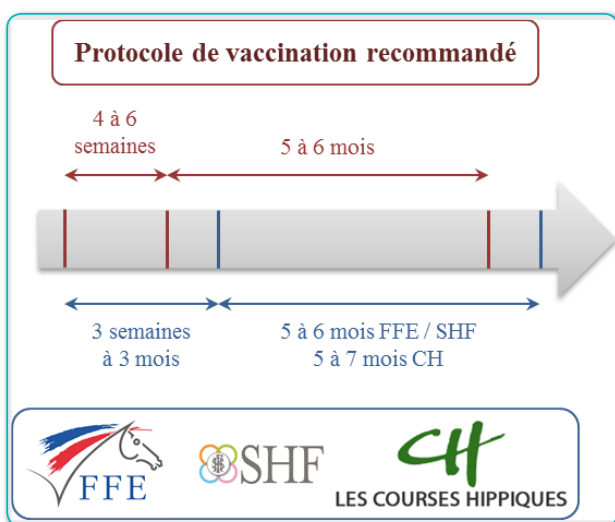 Protocole de vaccination recommandé
4 à 6
semaines
5 à 6 mois
3 semaines
à 3 mois
5 à 6 mois FFE / SHF
5 à 7 mois CH
FFE
SHF
CH
LES COURSES HIPPIQUES